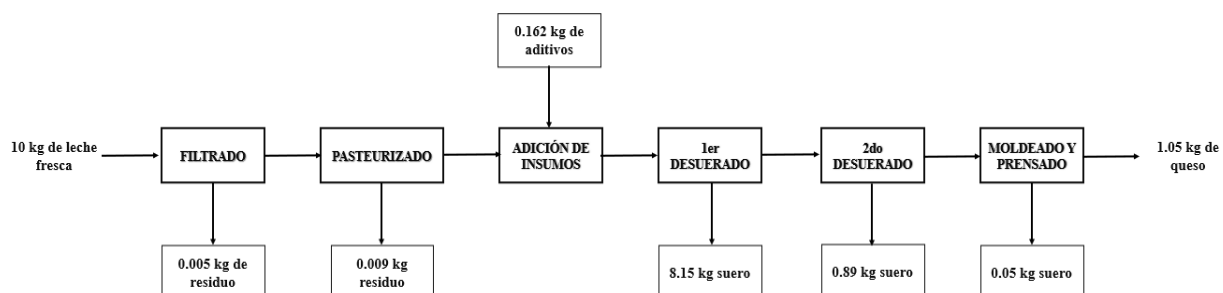 0.162 kg de
aditivos
10 kg de leche
fresca
FILTRADO
PASTEURIZADO
ADICIÓN DE
INSUMOS
1er
DESUERADO
2do
DESUERADO
MOLDEADO Y
PRENSADO
1.05 kg de
queso
0.005 kg de
residuo
0.009 kg
residuo
8.15 kg suero
0.89 kg suero
0.05 kg suero